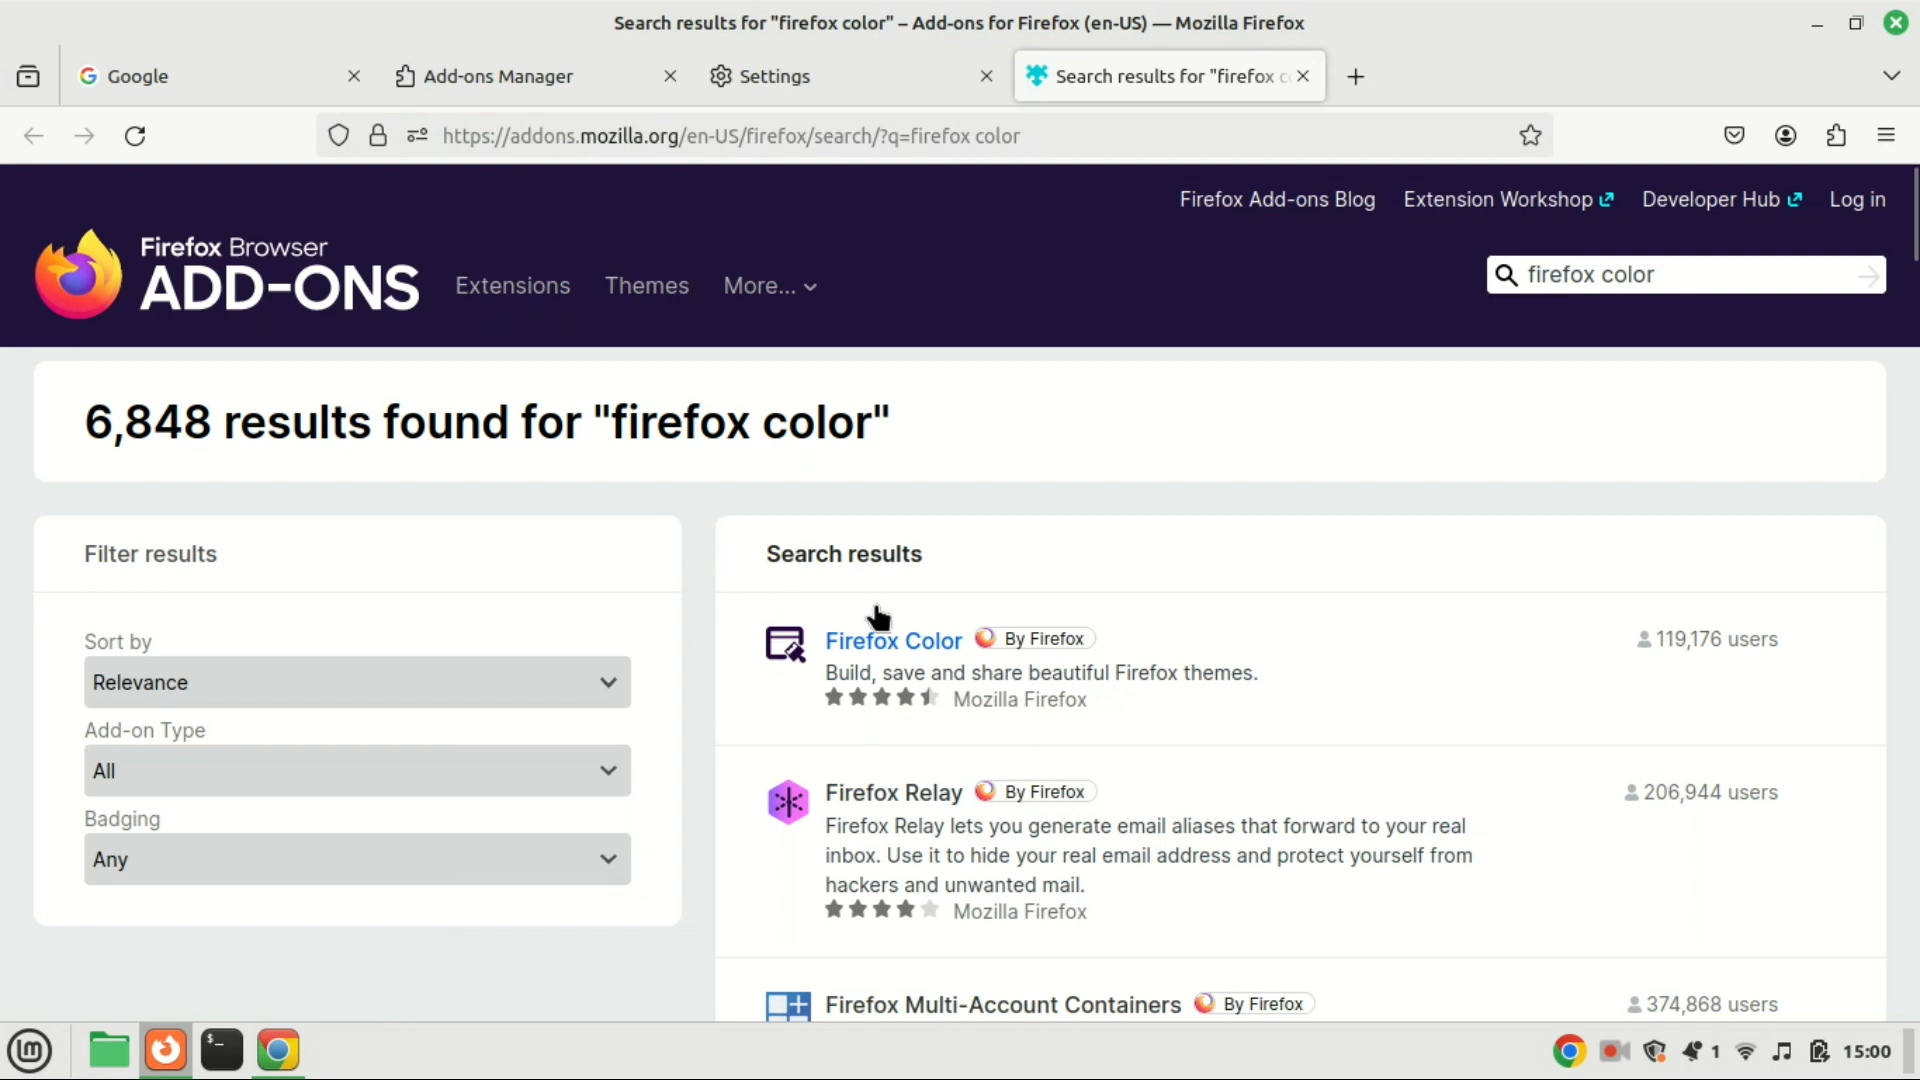 Search results for "firefox color" – Add-ons for Firefox (en-US) — Mozilla Firefox
Google
Add-ons Manager
Settings
Search results for "firefox c
https://addons.mozilla.org/en-US/firefox/search/?q=firefox color
Firefox Add-ons Blog
Extension Workshop
Developer Hub
Log in
Firefox Browser
ADD-ONS
Extensions
Themes
More...
firefox color
6,848 results found for "firefox color"
Filter results
Sort by
Relevance
Add-on Type
All
Badging
Any
Search results
Firefox Color
By Firefox
119,176 users
Build, save and share beautiful Firefox themes.
Mozilla Firefox
Firefox Relay
By Firefox
206,944 users
Firefox Relay lets you generate email aliases that forward to your real
inbox. Use it to hide your real email address and protect yourself from
hackers and unwanted mail.
Mozilla Firefox
Firefox Multi-Account Containers
By Firefox
374,868 users
lm
$_
1
15:00